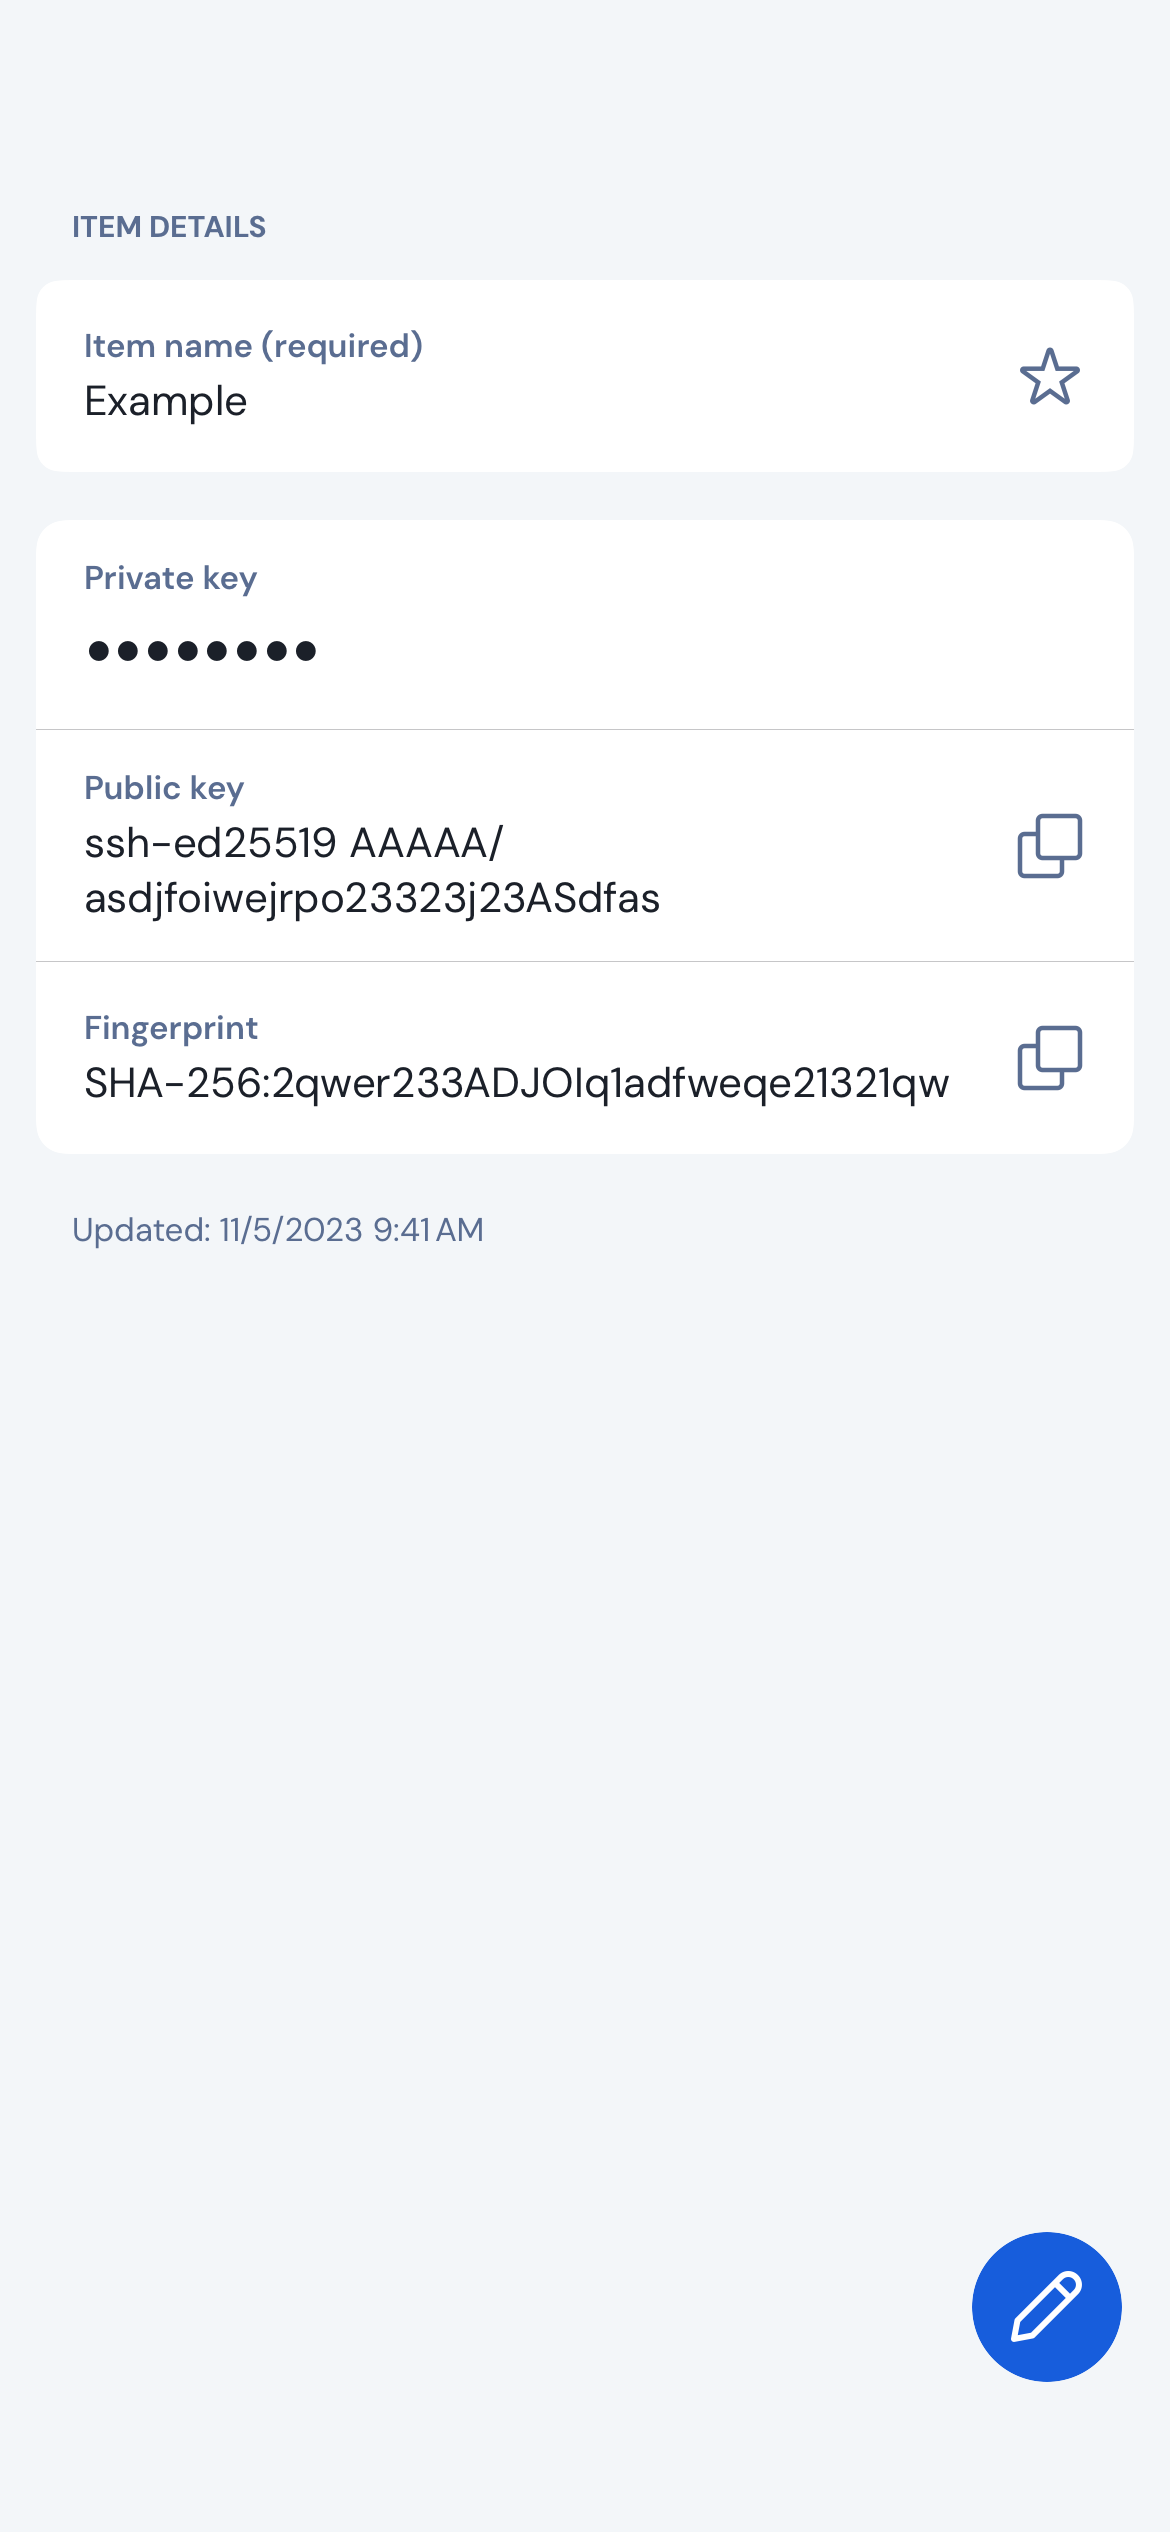 ITEM DETAILS
Item name (required)
Example
Private key
●●●●●●●●
Public key
ssh-ed25519 AAAAA/
asdjfoiwejrpo23323j23ASdfas
Fingerprint
SHA-256:2qwer233ADJOIq1adfweqe21321qw
Updated: 11/5/2023 9:41 AM